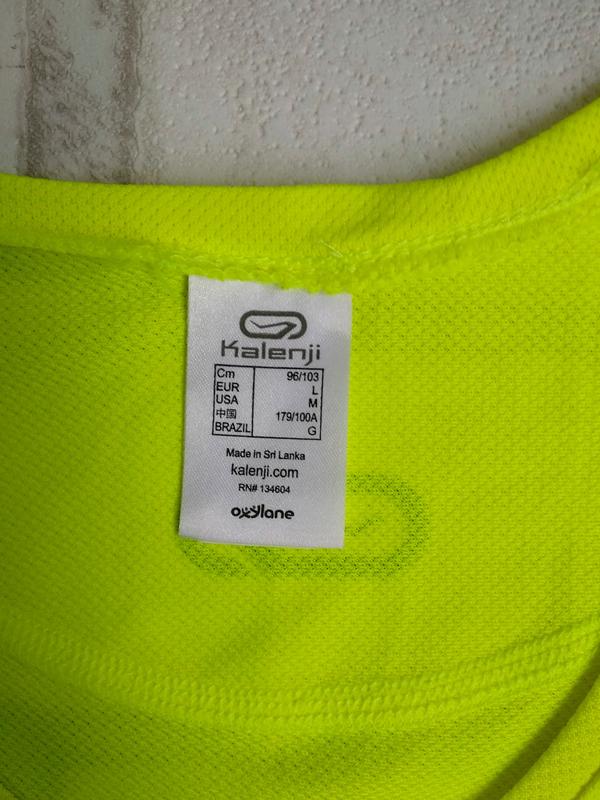 Kalenji
Cm 96/103
EUR L
USA M
中国 179/100A
BRAZIL G
Made in Sri Lanka
kalenji.com
RN# 134604
oxylane